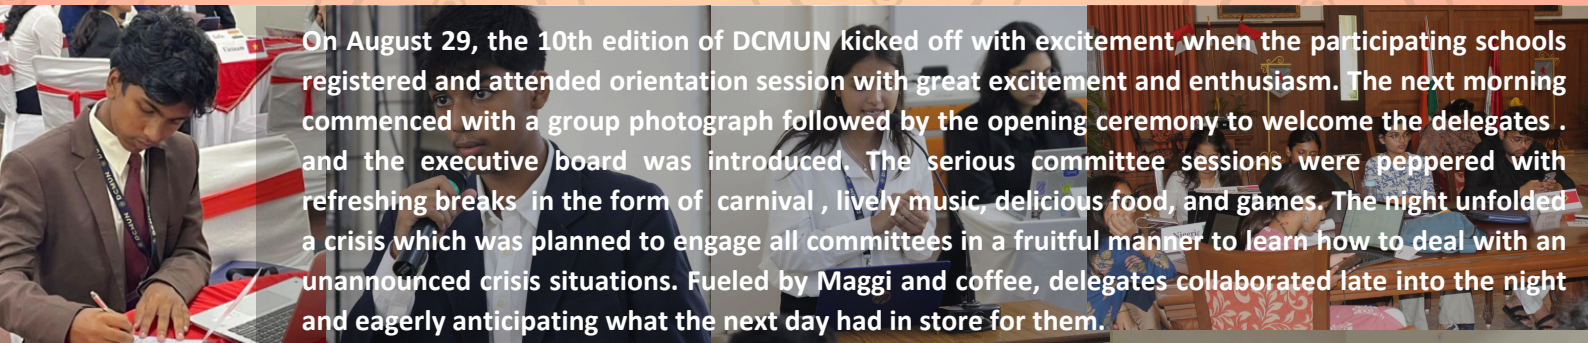 Vietnam
DCMUN
DCMUN
On August 29, the 10th edition of DCMUN kicked off with excitement when the participating schools
registered and attended orientation session with great excitement and enthusiasm. The next morning
commenced with a group photograph followed by the opening ceremony to welcome the delegates .
and the executive board was introduced. The serious committee sessions were peppered with
refreshing breaks in the form of carnival , lively music, delicious food, and games. The night unfolded
a crisis which was planned to engage all committees in a fruitful manner to learn how to deal with an
unannounced crisis situations. Fueled by Maggi and coffee, delegates collaborated late into the night
and eagerly anticipating what the next day had in store for them.